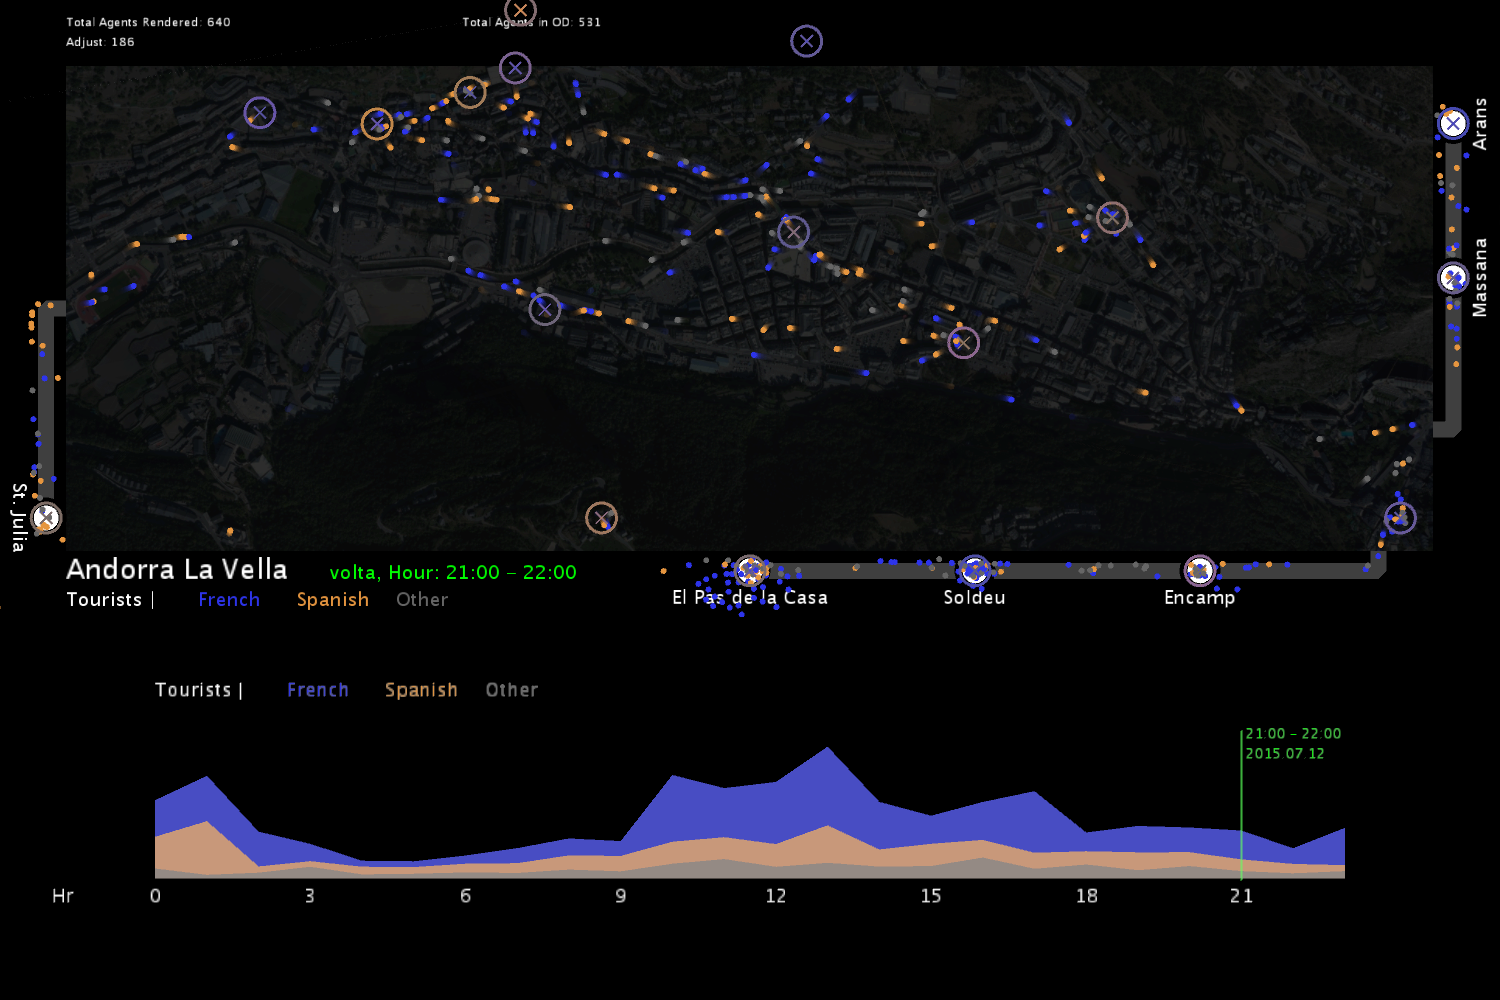 Total Agents Rendered: 640
Total Agents in OD: 531
Adjust: 186
Arans
Massana
St. Julia
Andorra La Vella
volta, Hour: 21:00 – 22:00
Tourists | French Spanish Other
El Pas de la Casa
Soldeu
Encamp
Tourists | French Spanish Other
21:00 – 22:00
2015.07.12
Hr 0 3 6 9 12 15 18 21